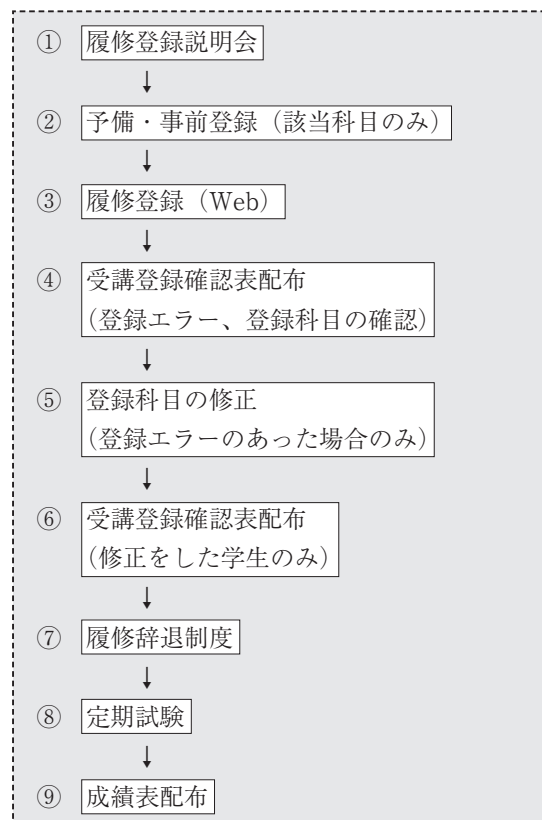 ① 履修登録説明会
↓
② 予備・事前登録（該当科目のみ）
↓
③ 履修登録（Web）
↓
④ 受講登録確認表配布
（登録エラー、登録科目の確認）
↓
⑤ 登録科目の修正
（登録エラーのあった場合のみ）
↓
⑥ 受講登録確認表配布
（修正をした学生のみ）
↓
⑦ 履修辞退制度
↓
⑧ 定期試験
↓
⑨ 成績表配布